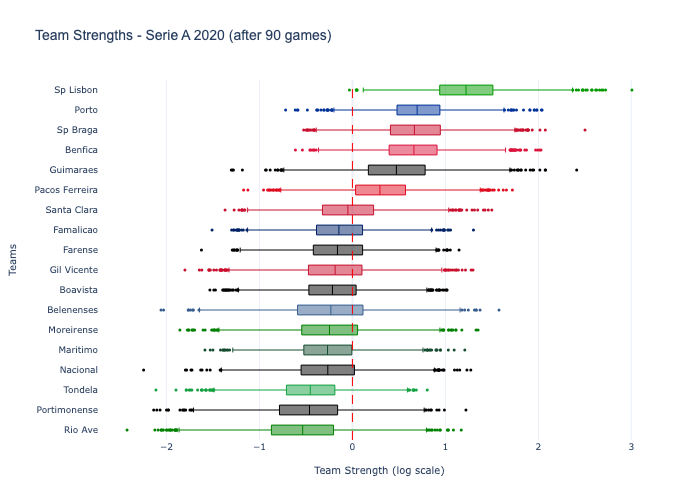 Team Strengths - Serie A 2020 (after 90 games)
Sp Lisbon
Porto
Sp Braga
Benfica
Guimaraes
Pacos Ferreira
Santa Clara
Famalicao
Farense
Gil Vicente
Boavista
Belenenses
Moreirense
Maritimo
Nacional
Tondela
Portimonense
Rio Ave
Teams
−2 −1 0 1 2 3
Team Strength (log scale)